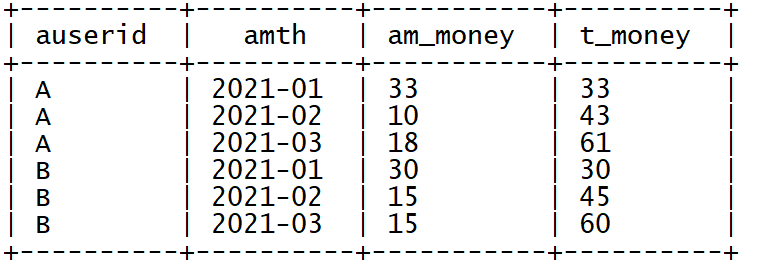 +----------+----------+-----------+----------+
| auserid  |   amth   | am_money  | t_money  |
+----------+----------+-----------+----------+
| A        | 2021-01  | 33        | 33       |
| A        | 2021-02  | 10        | 43       |
| A        | 2021-03  | 18        | 61       |
| B        | 2021-01  | 30        | 30       |
| B        | 2021-02  | 15        | 45       |
| B        | 2021-03  | 15        | 60       |
+----------+----------+-----------+----------+